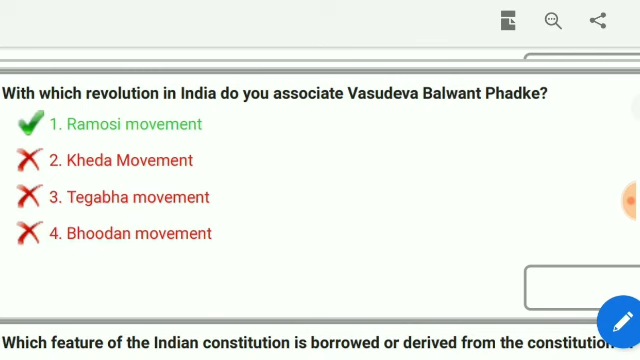 With which revolution in India do you associate Vasudeva Balwant Phadke?
1. Ramosi movement
2. Kheda Movement
3. Tegabha movement
4. Bhoodan movement
Which feature of the Indian constitution is borrowed or derived from the constitution